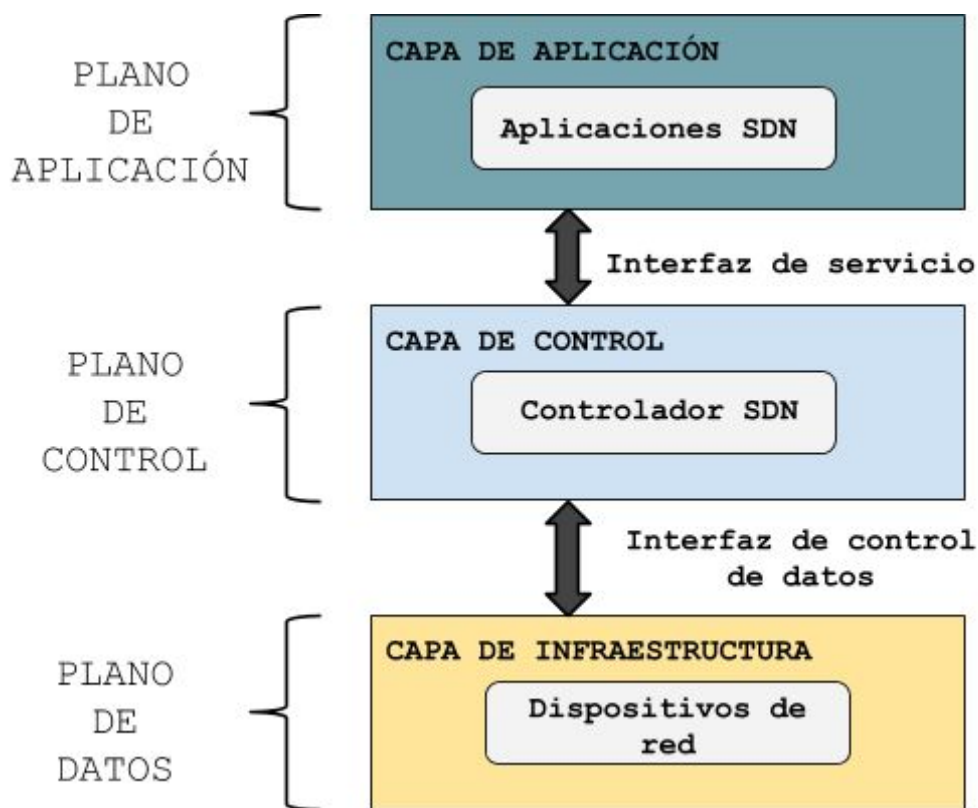 PLANO
DE
APLICACIÓN
CAPA DE APLICACIÓN
Aplicaciones SDN
Interfaz de servicio
PLANO
DE
CONTROL
CAPA DE CONTROL
Controlador SDN
Interfaz de control
de datos
PLANO
DE
DATOS
CAPA DE INFRAESTRUCTURA
Dispositivos de
red